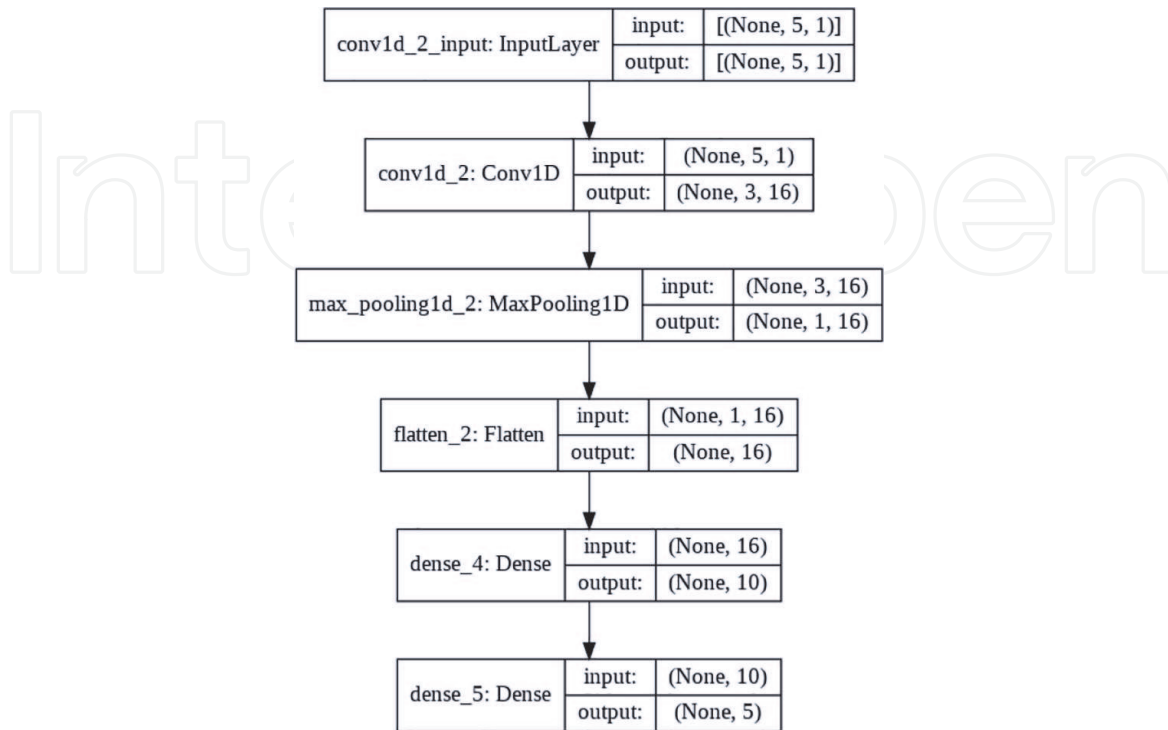 conv1d_2_input: InputLayer
input: [(None, 5, 1)]
output: [(None, 5, 1)]
conv1d_2: Conv1D
input: (None, 5, 1)
output: (None, 3, 16)
max_pooling1d_2: MaxPooling1D
input: (None, 3, 16)
output: (None, 1, 16)
flatten_2: Flatten
input: (None, 1, 16)
output: (None, 16)
dense_4: Dense
input: (None, 16)
output: (None, 10)
dense_5: Dense
input: (None, 10)
output: (None, 5)